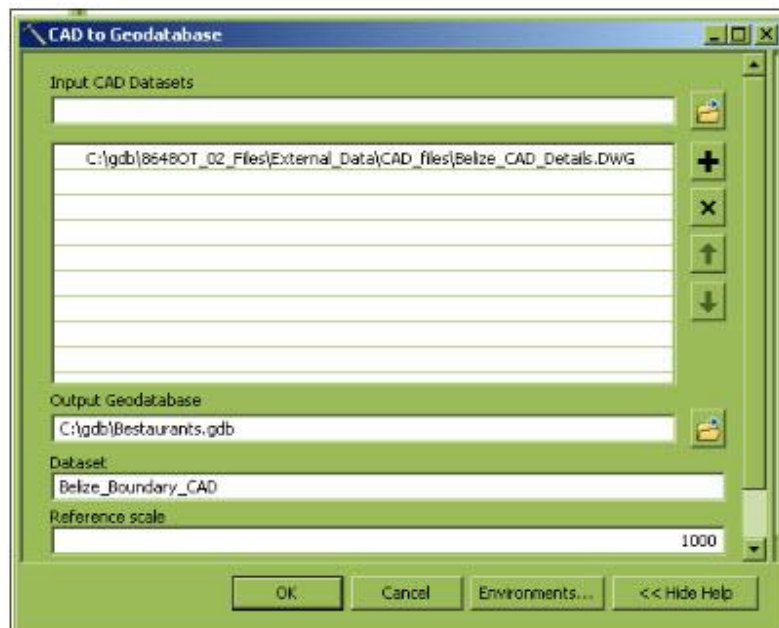 CAD to Geodatabase
Input CAD Datasets
C:\gdb\8648OT_02_Files\External_Data\CAD_files\Belize_CAD_Details.DWG
Output Geodatabase
C:\gdb\Bestaurants.gdb
Dataset
Belize_Boundary_CAD
Reference scale
1000
OK Cancel Environments... << Hide Help